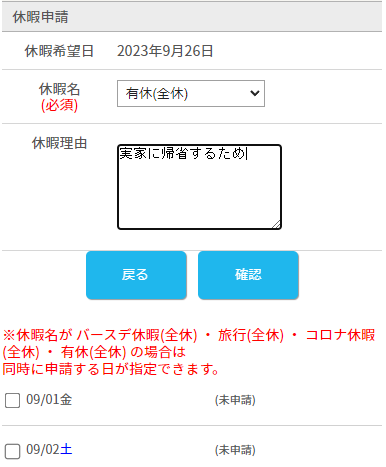 休暇申請
休暇希望日 2023年9月26日
休暇名 有休(全休)
(必須)
休暇理由 実家に帰省するため
戻る 確認
※休暇名が バースデ休暇(全休) ・ 旅行(全休) ・ コロナ休暇
(全休) ・ 有休(全休) の場合は
同時に申請する日が指定できます。
09/01金 (未申請)
09/02土 (未申請)